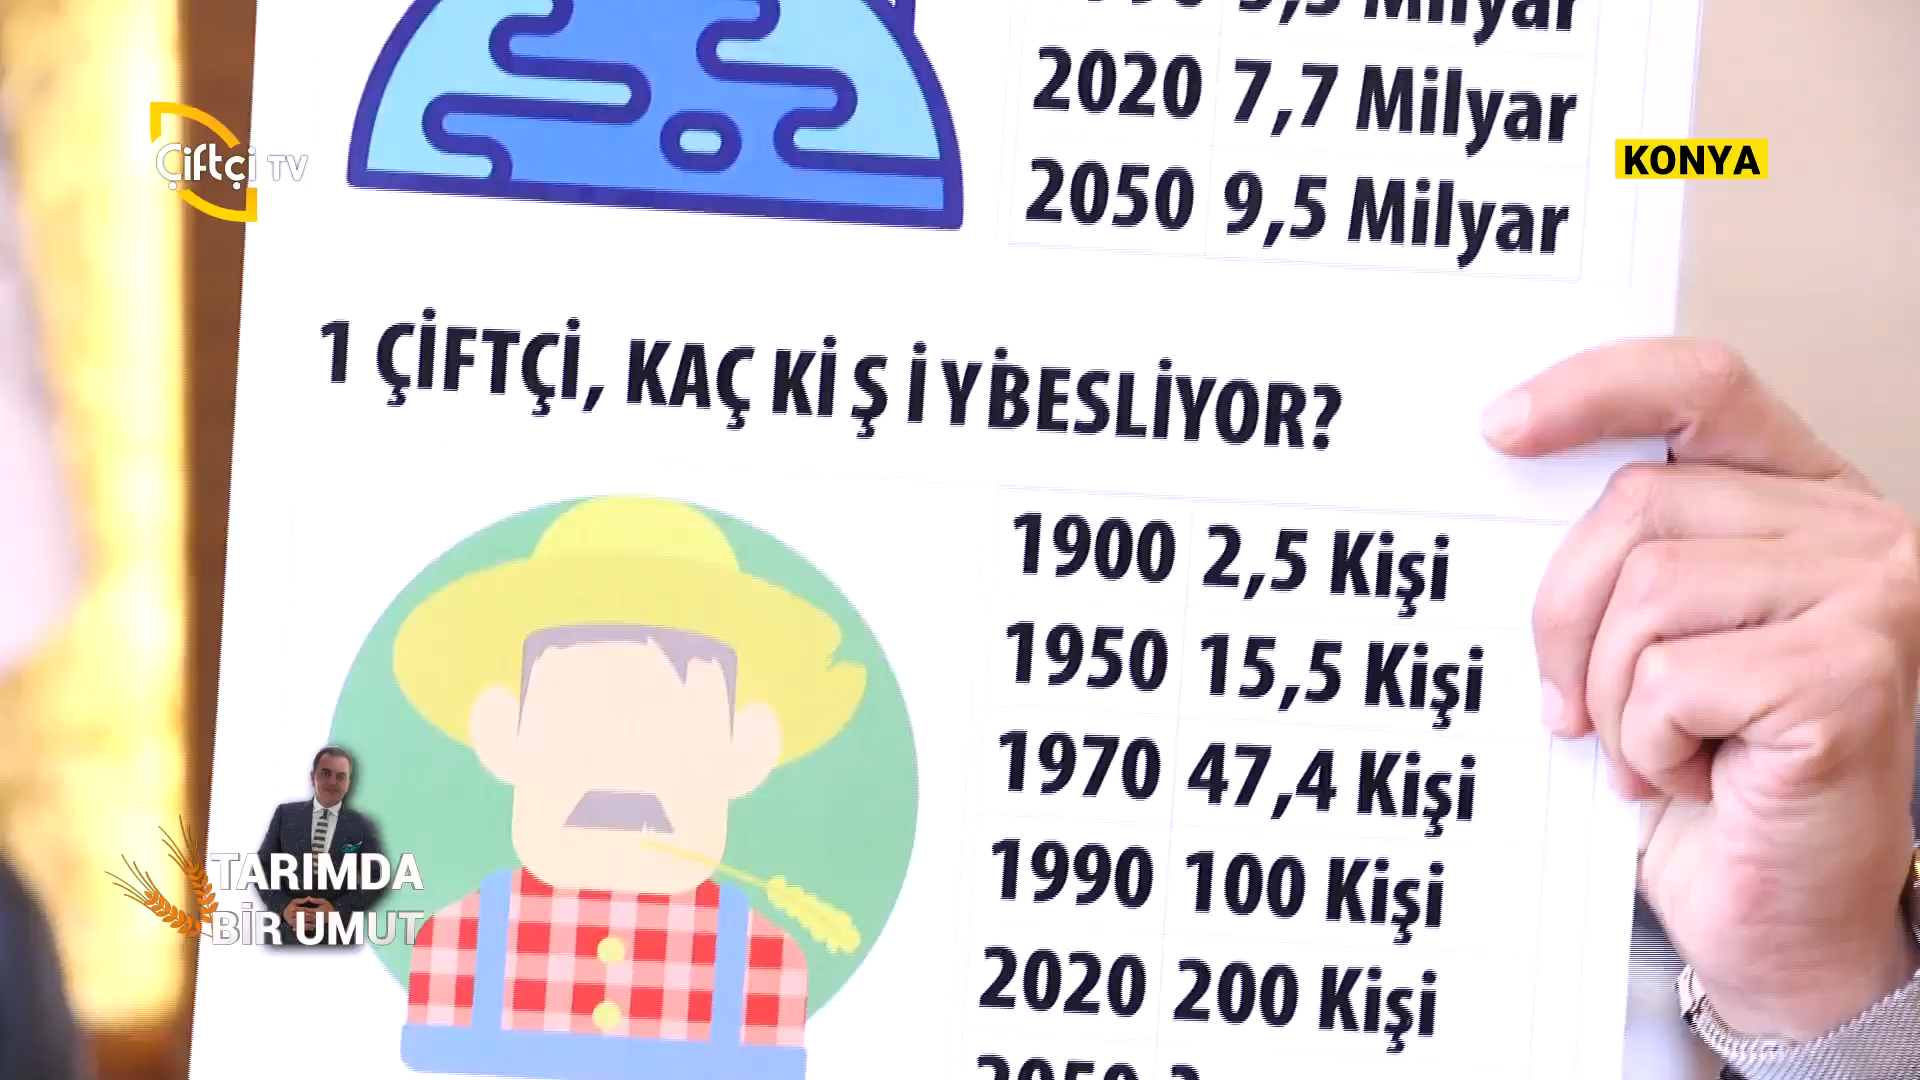 2020 7,7 Milyar
2050 9,5 Milyar
Çiftçi TV
KONYA
1 ÇİFTÇİ, KAÇ KİŞİYBESLİYOR?
1900 2,5 Kişi
1950 15,5 Kişi
1970 47,4 Kişi
1990 100 Kişi
2020 200 Kişi
TARIMDA
BİR UMUT